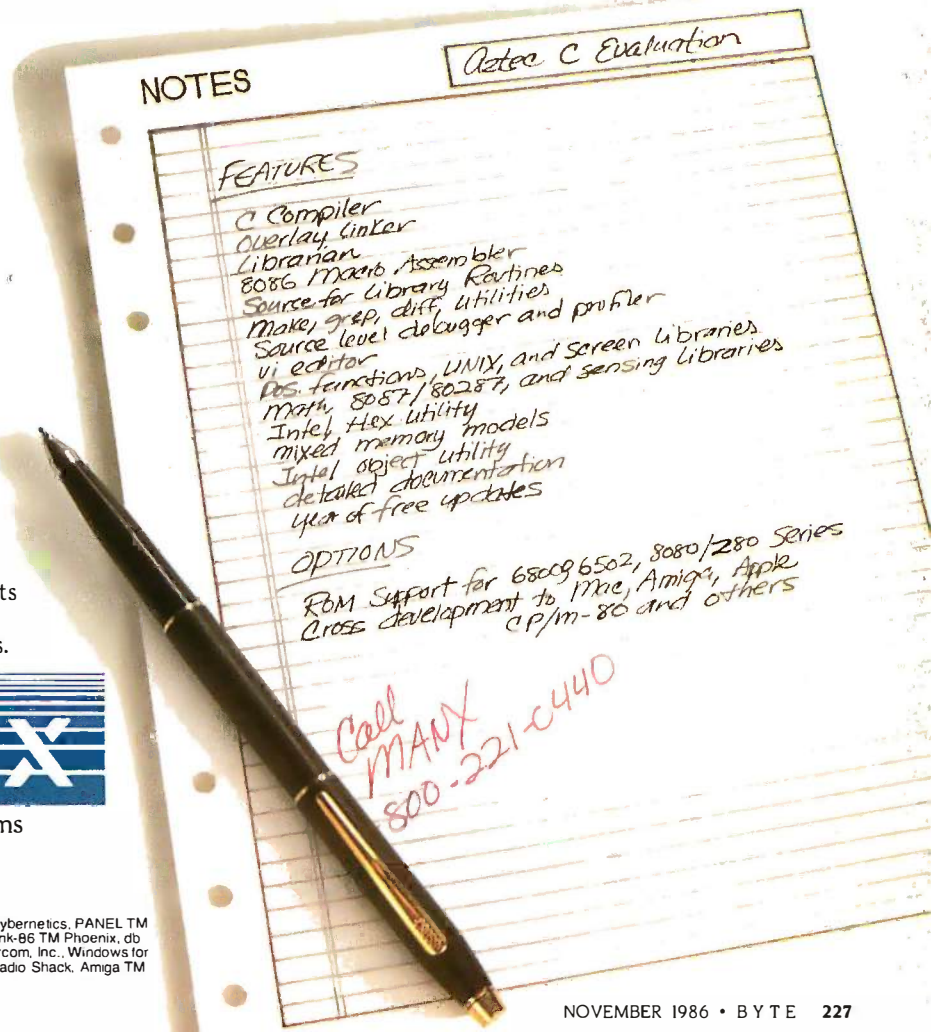 NOTES
Aztec C Evaluation
FEATURES
C Compiler
Overlay Linker
Librarian
8086 Macro Assembler
Source for Library Routines
Make, grep, diff, utilities
Source level debugger and profiler
vi editor
Dos. functions, UNIX, and Screen Libraries
Math, 8087/80287, and sensing libraries
Intel Hex utility
mixed memory models
Intel object utility
detailed documentation
year of free updates
OPTIONS
ROM Support for 68009 6502, 8080/Z80 Series
Cross development to Mac, Amiga, Apple
CP/M-80 and others
Call
MANX
800-221-0440
ts
s.
X
ns
ybernetics, PANEL TM
nk-86 TM Phoenix, db
rcom, Inc., Windows for
adio Shack, Amiga TM
NOVEMBER 1986 • BYTE 227